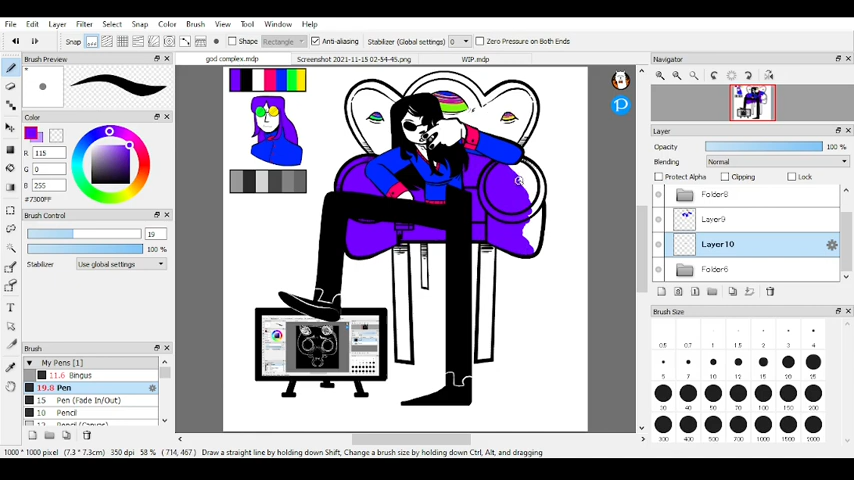 File Edit Layer Filter Select Snap Color Brush View Tool Window Help
Snap Shape Rectangle Anti-aliasing Stabilizer (Global settings) 0 Zero Pressure on Both Ends
Brush Preview
god complex.mdp Screenshot 2021-11-15 02-54-45.png WIP.mdp
Navigator
Color
R 115
G 0
B 255
#7300FF
Layer
Opacity 100 %
Blending Normal
Protect Alpha Clipping Lock
Folder8
Layer9
Layer10
Folder6
Brush Control
19
100 %
Stabilizer Use global settings
Brush Size
0.5 0.7 1 1.5 2 3 4
5 7 10 12 15 20 25
30 40 50 70 100 150 200
300 400 500 700 1000 1500 2000
Brush
My Pens [1]
11.6 Bingus
19.8 Pen
15 Pen (Fade In/Out)
10 Pencil
Pencil (Canvas)
1000 * 1000 pixel (7.3 * 7.3cm) 350 dpi 58 % ( 714, 467 ) Draw a straight line by holding down Shift, Change a brush size by holding down Ctrl, Alt, and dragging